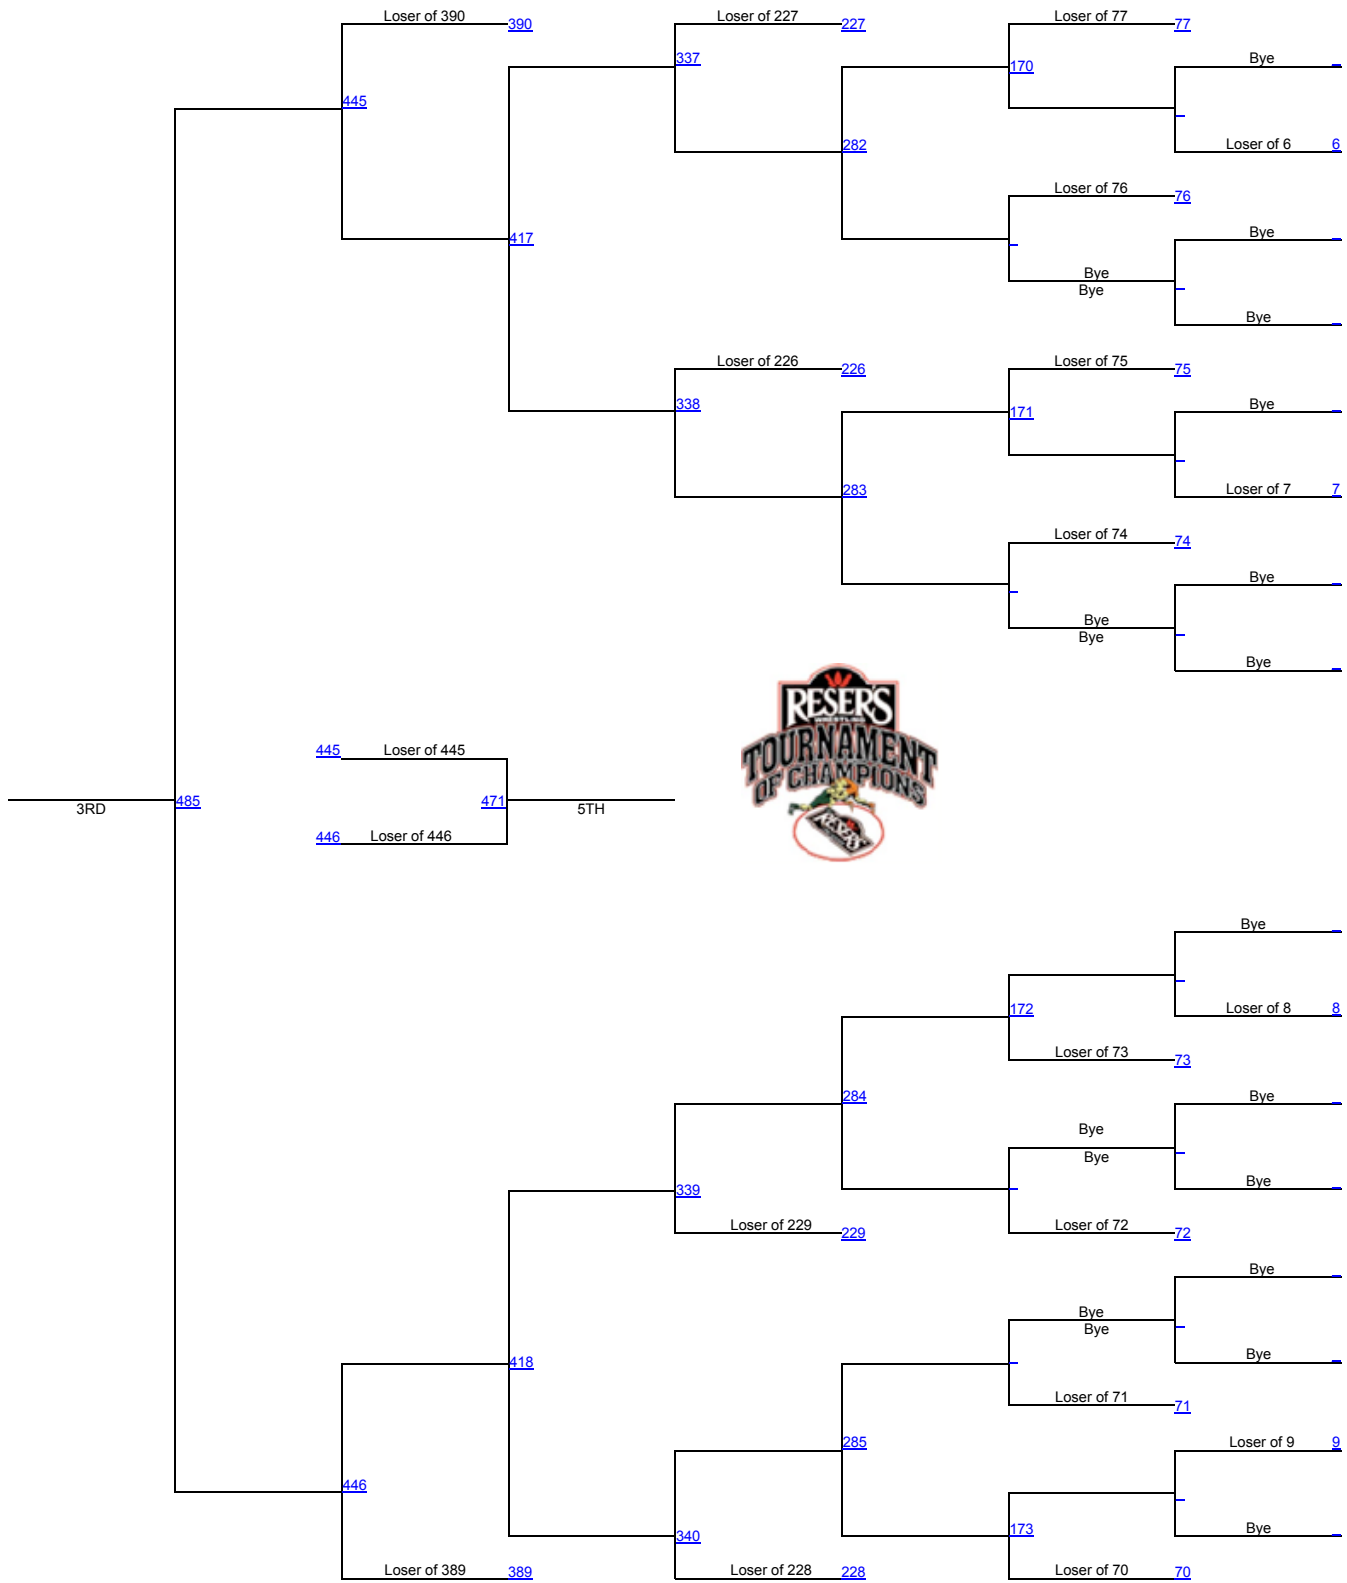 Loser of 390 390
Loser of 227 227
Loser of 77 77
337
170
Bye
445
282
Loser of 6 6
Loser of 76 76
417
Bye
Bye
Bye
Bye
Loser of 226 226
Loser of 75 75
338
171
Bye
283
Loser of 7 7
Loser of 74 74
Bye
Bye
Bye
Bye
RESER'S
WRESTLING
TOURNAMENT
OF CHAMPIONS
RESER'S
445 Loser of 445
3RD 485
471 5TH
446 Loser of 446
Bye
172
Loser of 8 8
Loser of 73 73
284
Bye
Bye
Bye
339
Bye
Loser of 229 229
Loser of 72 72
Bye
Bye
Bye
418
Bye
Loser of 71 71
285
Loser of 9 9
446
340
173
Bye
Loser of 389 389
Loser of 228 228
Loser of 70 70